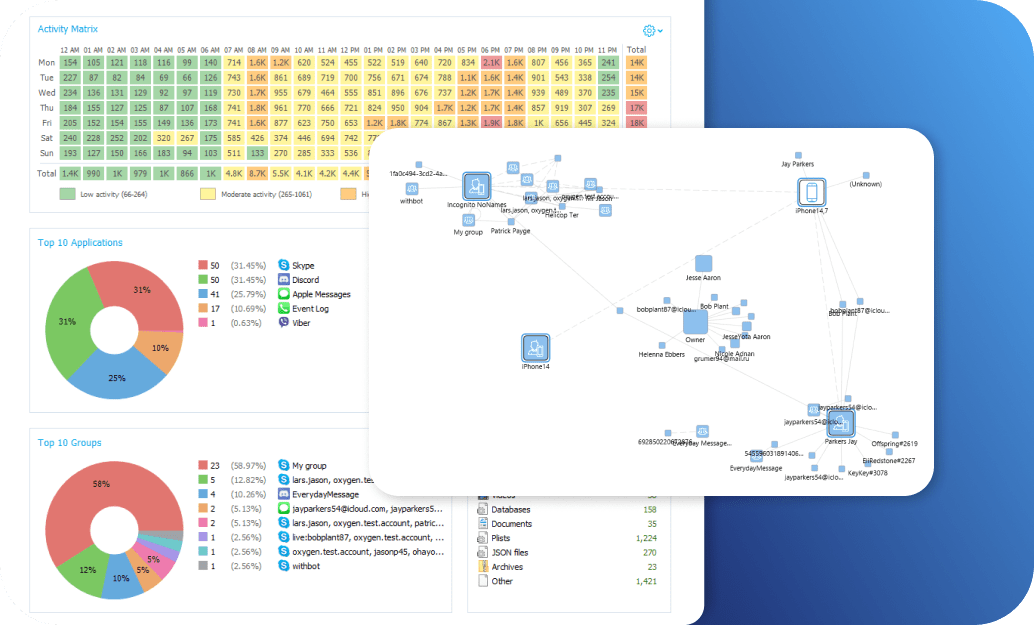 Activity Matrix
12 AM 01 AM 02 AM 03 AM 04 AM 05 AM 06 AM 07 AM 08 AM 09 AM 10 AM 11 AM 12 PM 01 PM 02 PM 03 PM 04 PM 05 PM 06 PM 07 PM 08 PM 09 PM 10 PM 11 PM Total
Mon 154 105 121 118 116 99 140 714 1.6K 1.2K 620 524 455 522 519 640 720 834 2.1K 1.6K 807 456 365 241 14K
Tue 227 87 82 84 69 66 126 743 1.6K 861 689 719 700 756 671 674 788 1.1K 1.6K 1.4K 901 543 338 254 14K
Wed 234 136 131 129 92 97 119 730 1.7K 955 679 464 555 851 896 676 737 1.2K 1.7K 1.4K 939 489 370 235 15K
Thu 184 155 127 125 87 107 168 741 1.8K 961 770 666 721 824 950 904 1.7K 1.2K 1.7K 1.4K 857 919 307 269 17K
Fri 205 152 154 155 149 136 173 741 1.6K 877 623 750 653 1.2K 1.8K 774 867 1.3K 1.9K 1.8K 1K 656 445 324 18K
Sat 240 228 252 202 320 267 175 585 426 374 446 694 742
Sun 193 127 150 166 183 94 103 511 133 270 285 333 536
Total 1.4K 990 1K 979 1K 866 1K 4.8K 8.7K 5.5K 4.1K 4.2K 4.4K
Low activity (66-264) Moderate activity (265-1061)
Top 10 Applications
31%
31%
10%
25%
50 (31.45%) Skype
50 (31.45%) Discord
41 (25.79%) Apple Messages
17 (10.69%) Event Log
1 (0.63%) Viber
Top 10 Groups
58%
12%
10%
5%
5%
23 (58.97%) My group
5 (12.82%) lars.jason, oxygen.
4 (10.26%) EverydayMessage
2 (5.13%) jayparkers54@icloud.com, jayparkers5...
2 (5.13%) lars.jason, oxygen.test.account, patric...
1 (2.56%) live:bobplant87, oxygen.test.account, ...
1 (2.56%) oxygen.test.account, jasonp45, ohayo...
1 (2.56%) withbot
Databases 158
Documents 35
Plists 1,224
JSON files 270
Archives 23
Other 1,421
1fa0c494-3cd2-4a...
withbot
Incognito NoNames
My group
Patrick Payge
lars.jason, oxygen.t...
Helicop Ter
Jay Parkers
(Unknown)
iPhone14,7
Jesse Aaron
bobplant87@iclou...
Bob Plant
Owner
JesseYota Aaron
Nicole Adnan
grumier94@mail.ru
Helenna Ebbers
iPhone14
Bob Plant
jayparkers54@iclo...
jayparkers54@iclo...
Parkers Jay
Offspring#2619
EliRedstone#2267
KeyKey#3078
jayparkers54@iclo...
545596031891406...
EverydayMessage
Everyday Message...